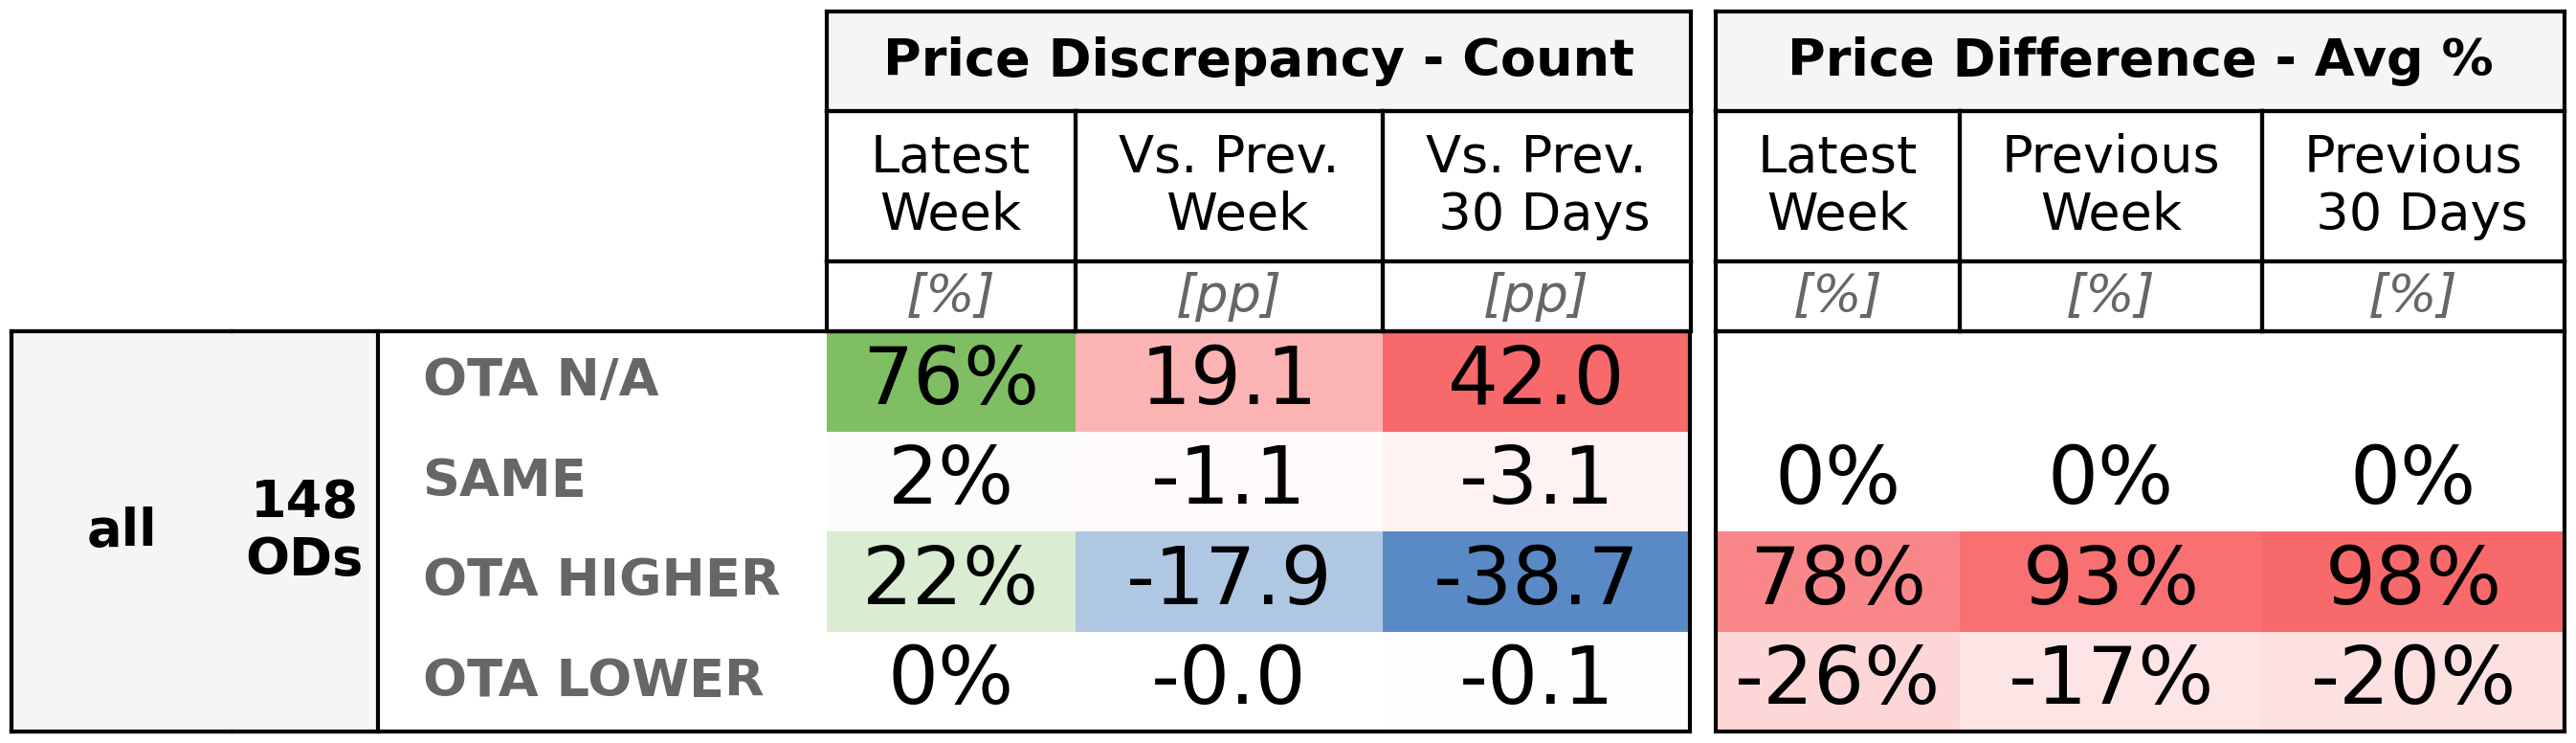 Price Discrepancy - Count
Price Difference - Avg %
Latest Week
Vs. Prev. Week
Vs. Prev. 30 Days
Latest Week
Previous Week
Previous 30 Days
[%] [pp] [pp] [%] [%] [%]
all
148 ODs
OTA N/A 76% 19.1 42.0
SAME 2% -1.1 -3.1 0% 0% 0%
OTA HIGHER 22% -17.9 -38.7 78% 93% 98%
OTA LOWER 0% -0.0 -0.1 -26% -17% -20%